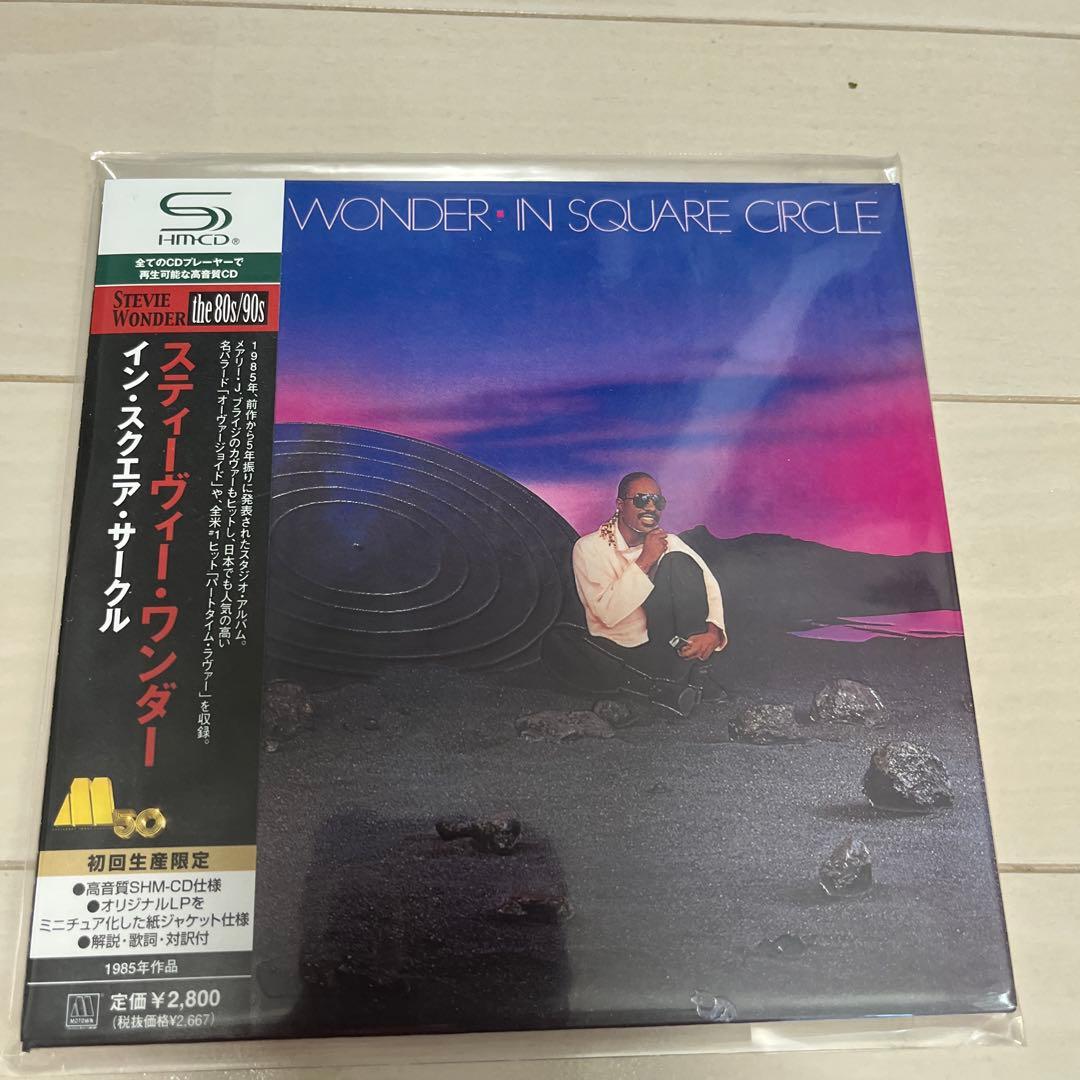 WONDER·IN SQUARE CIRCLE
SHM-CD®
全てのCDプレーヤーで
再生可能な高音質CD
STEVIE
WONDER
the 80s/90s
スティーヴィー・ワンダー
イン・スクエア・サークル
1985年、前作から5年振りに発表されたスタジオ・アルバム。
メアリー・J.ブライジのカヴァーもヒットし、日本でも人気の高い
名バラード「オーヴァージョイド」や、全米#1ヒット「パートタイム・ラヴァー」を収録。
M50
初回生産限定
●高音質SHM-CD仕様
●オリジナルLPを
ミニチュア化した紙ジャケット仕様
●解説・歌詞・対訳付
1985年作品
MOTOWN
定価¥2,800
(税抜価格¥2,667)